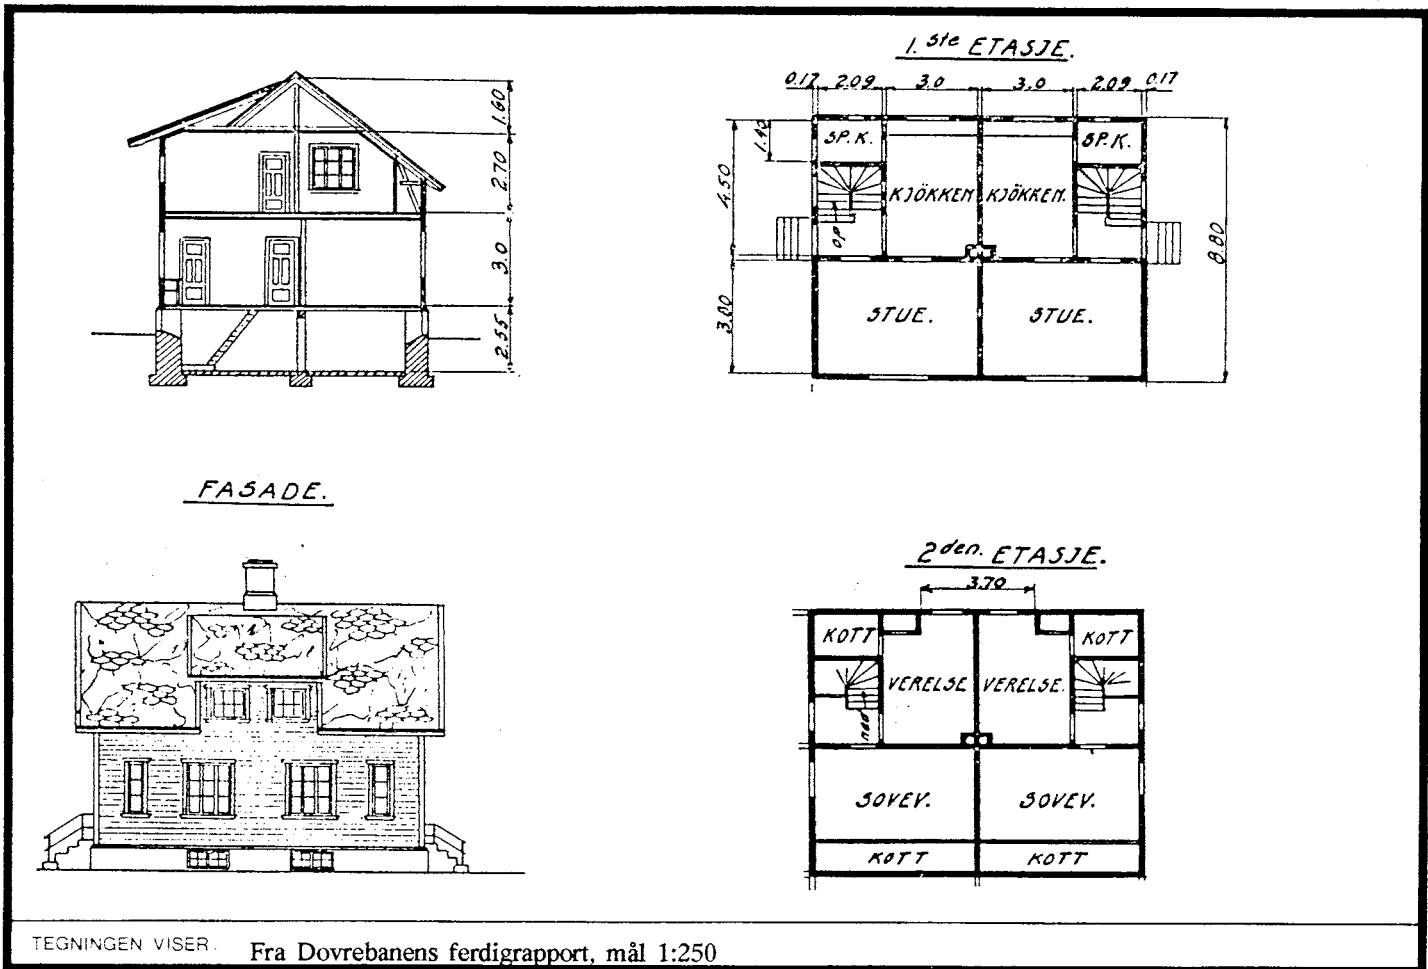 1.60
2.70
3.0
2.55
1. ste ETASJE.
0.17 2.09 3.0 3.0 2.09 0.17
1.40
4.50
3.00
8.80
SP.K. SP.K.
KJÖKKEN KJÖKKEN.
op
STUE. STUE.
FASADE.
2 den. ETASJE.
3.70
KOTT KOTT
VERELSE VERELSE.
ned
SOVEV. SOVEV.
KOTT KOTT
TEGNINGEN VISER: Fra Dovrebanens ferdigrapport, mål 1:250